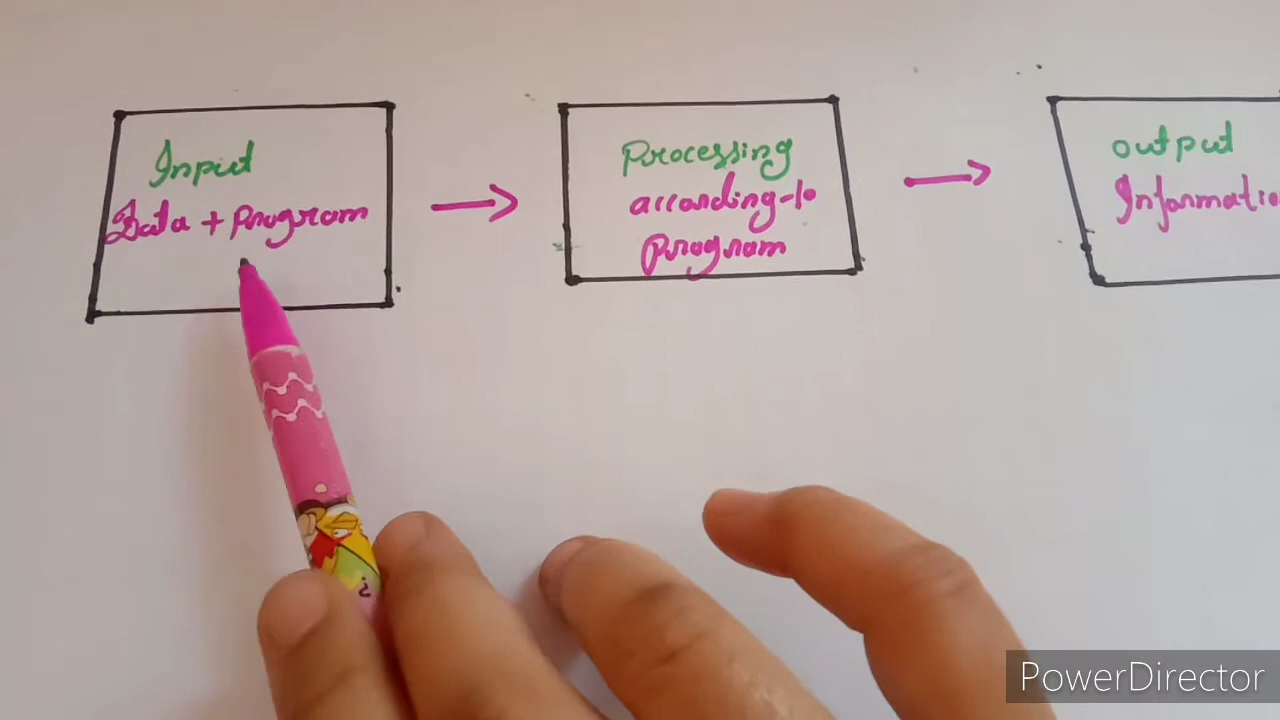 Input
Data + Program
Processing
according-to
Program
output
Informatio
PowerDirector